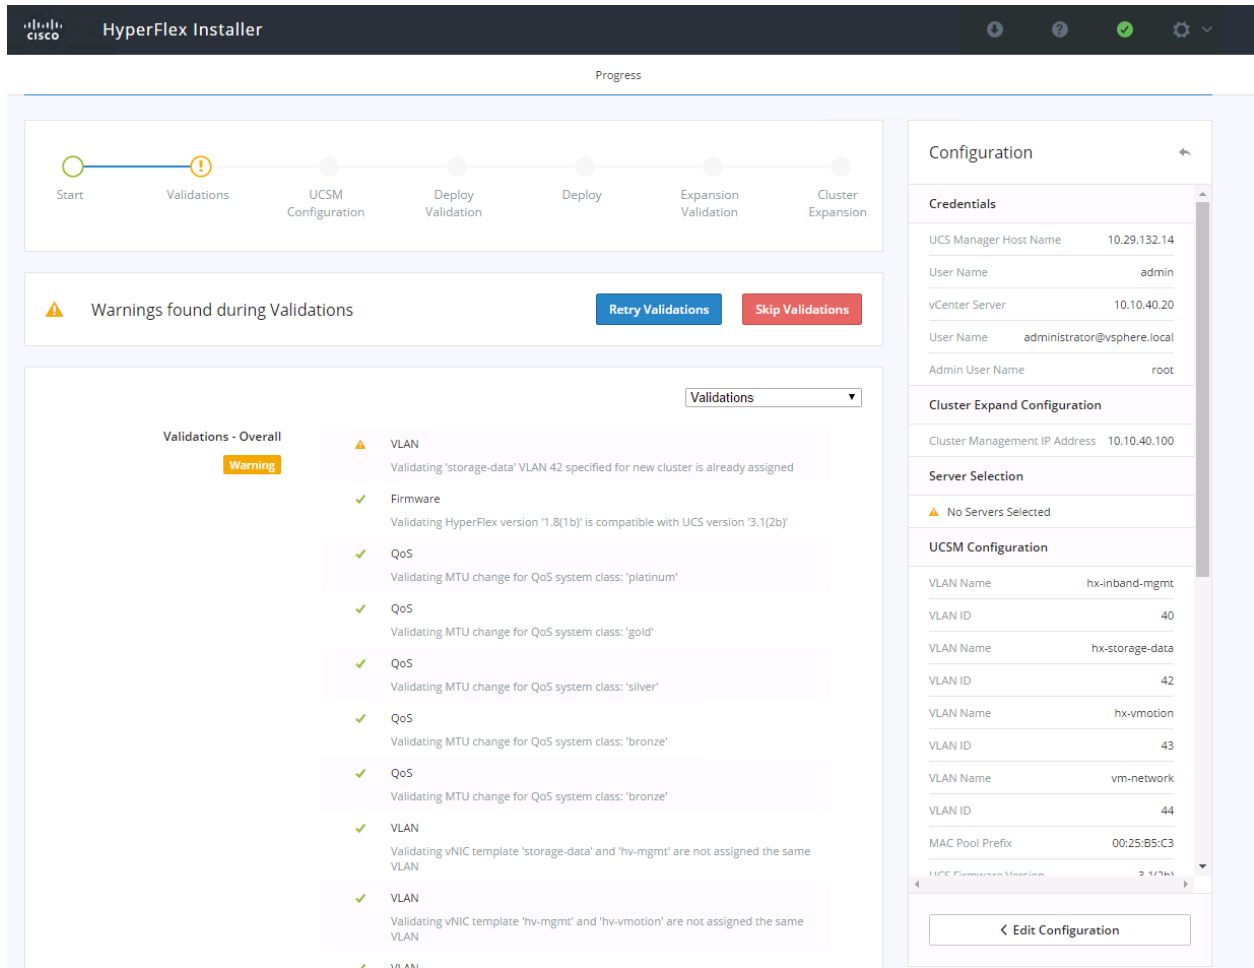 CISCO
HyperFlex Installer
Progress
Start
Validations
UCSM
Configuration
Deploy
Validation
Deploy
Expansion
Validation
Cluster
Expansion
Warnings found during Validations
Retry Validations
Skip Validations
Validations
Validations - Overall
Warning
VLAN
Validating 'storage-data' VLAN 42 specified for new cluster is already assigned
Firmware
Validating HyperFlex version '1.8(1b)' is compatible with UCS version '3.1(2b)'
QoS
Validating MTU change for QoS system class: 'platinum'
QoS
Validating MTU change for QoS system class: 'gold'
QoS
Validating MTU change for QoS system class: 'silver'
QoS
Validating MTU change for QoS system class: 'bronze'
QoS
Validating MTU change for QoS system class: 'bronze'
VLAN
Validating vNIC template 'storage-data' and 'hv-mgmt' are not assigned the same
VLAN
VLAN
Validating vNIC template 'hv-mgmt' and 'hv-vmotion' are not assigned the same
VLAN
VLAN
Configuration
Credentials
UCS Manager Host Name 10.29.132.14
User Name admin
vCenter Server 10.10.40.20
User Name administrator@vsphere.local
Admin User Name root
Cluster Expand Configuration
Cluster Management IP Address 10.10.40.100
Server Selection
No Servers Selected
UCSM Configuration
VLAN Name hx-inband-mgmt
VLAN ID 40
VLAN Name hx-storage-data
VLAN ID 42
VLAN Name hx-vmotion
VLAN ID 43
VLAN Name vm-network
VLAN ID 44
MAC Pool Prefix 00:25:B5:C3
UCS Firmware Version 3.1(2b)
< Edit Configuration